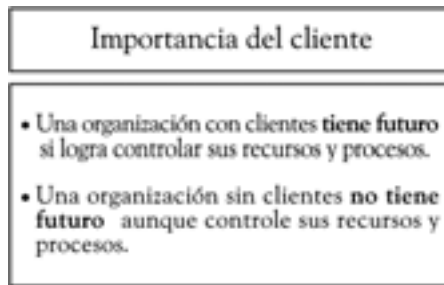 Importancia del cliente
• Una organización con clientes tiene futuro
si logra controlar sus recursos y procesos.
• Una organización sin clientes no tiene
futuro aunque controle sus recursos y
procesos.